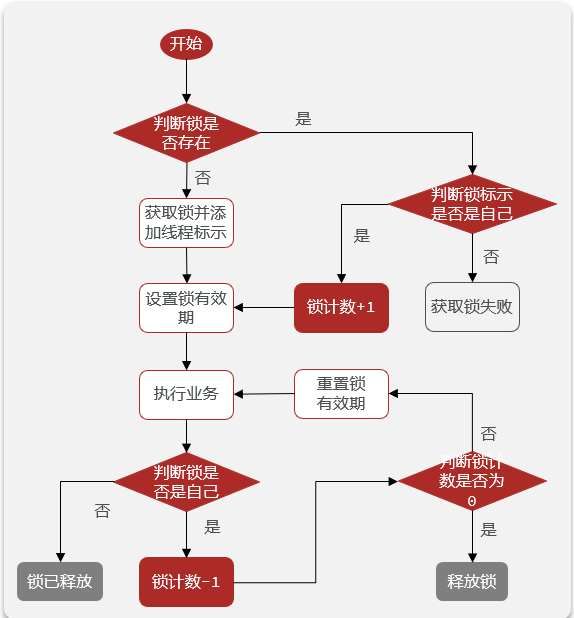 开始
判断锁是
否存在
是
否
判断锁标示
是否是自己
获取锁并添
加线程标示
是
否
设置锁有效
期
锁计数+1
获取锁失败
执行业务
重置锁
有效期
否
判断锁是
否是自己
判断锁计
数是否为
0
否
是
是
锁已释放
锁计数-1
释放锁